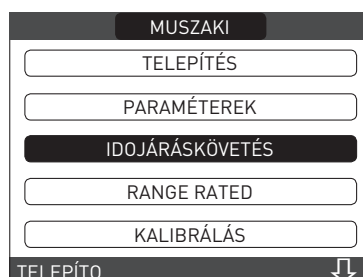 MUSZAKI
TELEPÍTÉS
PARAMÉTEREK
IDOJÁRÁSKÖVETÉS
RANGE RATED
KALIBRÁLÁS
TELEPÍTO